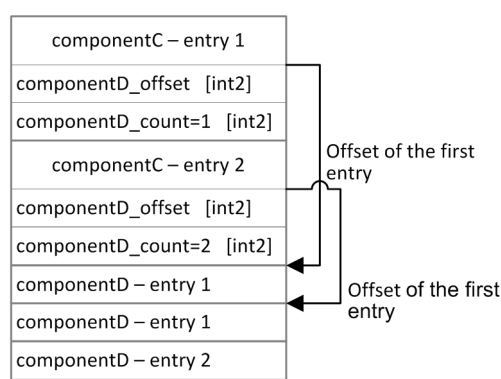 componentC – entry 1
componentD_offset [int2]
componentD_count=1 [int2]
componentC – entry 2
componentD_offset [int2]
componentD_count=2 [int2]
componentD – entry 1
componentD – entry 1
componentD – entry 2
Offset of the first
entry
Offset of the first
entry